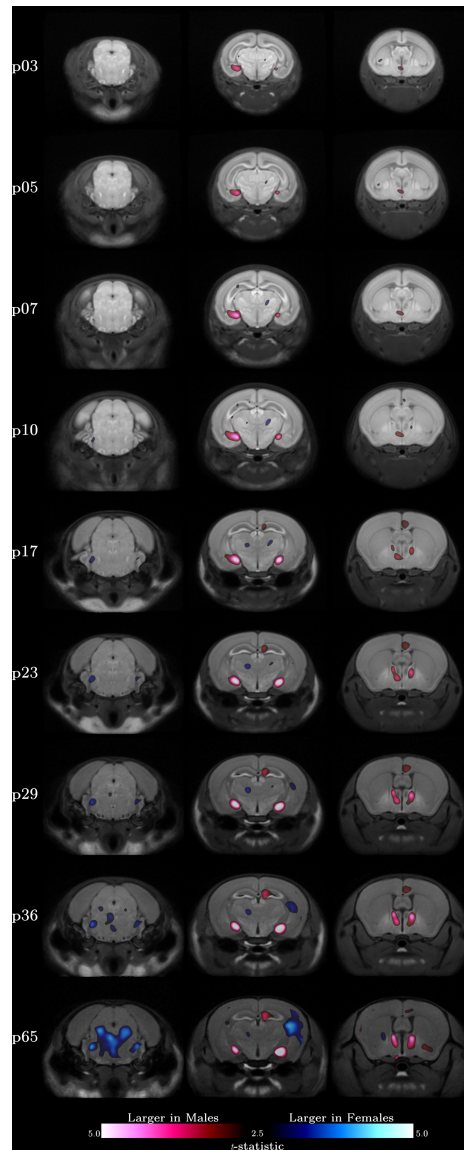 p03
p05
p07
p10
p17
p23
p29
p36
p65
Larger in Males Larger in Females
5.0 2.5 5.0
t-statistic